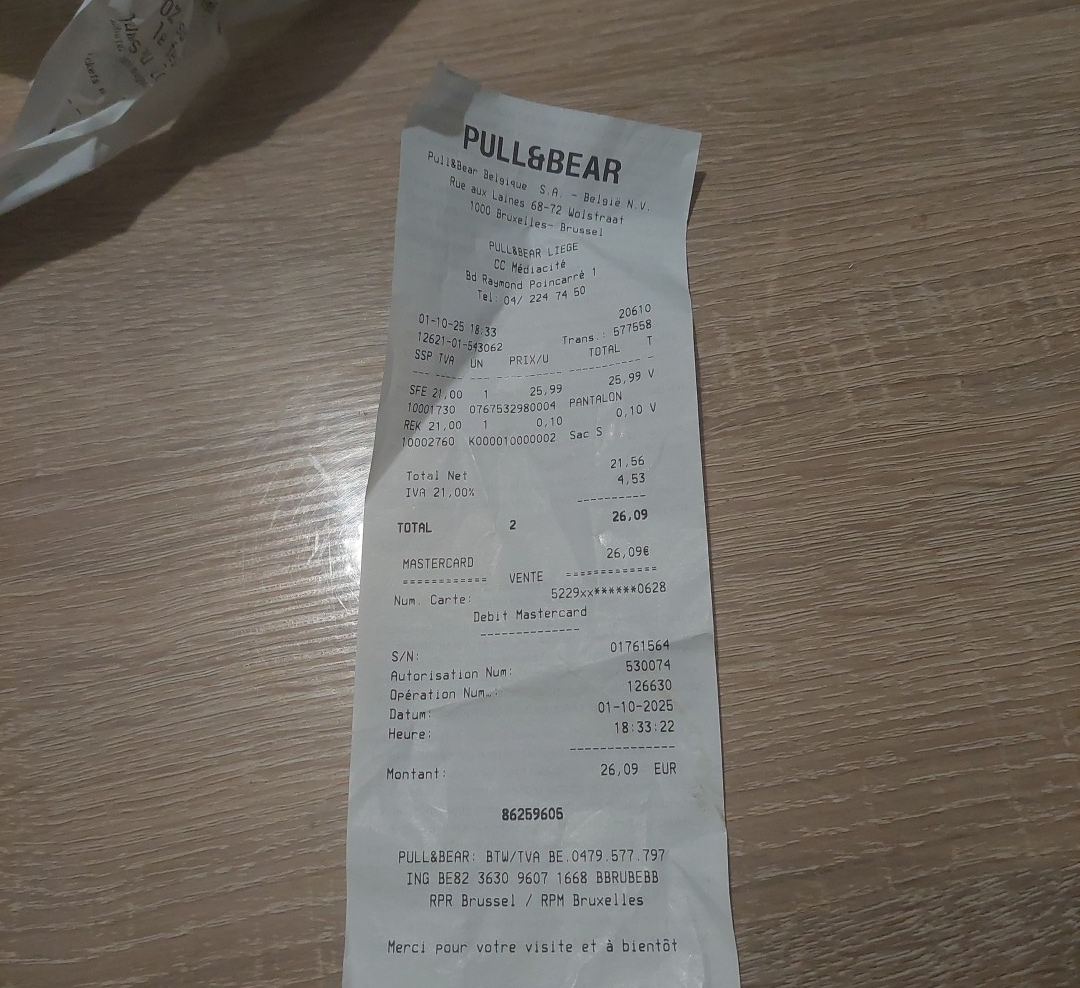 PULL&BEAR
Pull&Bear Belgique S.A. - België N.V.
Rue aux Laines 68-72 Wolstraat
1000 Bruxelles- Brussel
PULL&BEAR LIEGE
CC Médiacité
Bd Raymond Poincarrè 1
Tel: 04/ 224 74 50
01-10-25 18:33 20610
12621-01-543062 Trans.: 577558
SSP TVA UN PRIX/U TOTAL T
--- ----- --- ----------- ----------- -
SFE 21,00 1 25,99 25,99 V
10001730 0767532980004 PANTALON
REK 21,00 1 0,10 0,10 V
10002760 K000010000002 Sac S
Total Net 21,56
IVA 21,00% 4,53
----------
TOTAL 2 26,09
MASTERCARD 26,09€
============ VENTE =============
Num. Carte: 5229xx******0628
Debit Mastercard
--------------
S/N: 01761564
Autorisation Num: 530074
Opération Num.: 126630
Datum: 01-10-2025
Heure: 18:33:22
---------------
Montant: 26,09 EUR
86259605
PULL&BEAR: BTW/TVA BE.0479.577.797
ING BE82 3630 9607 1668 BBRUBEBB
RPR Brussel / RPM Bruxelles
Merci pour votre visite et à bientôt